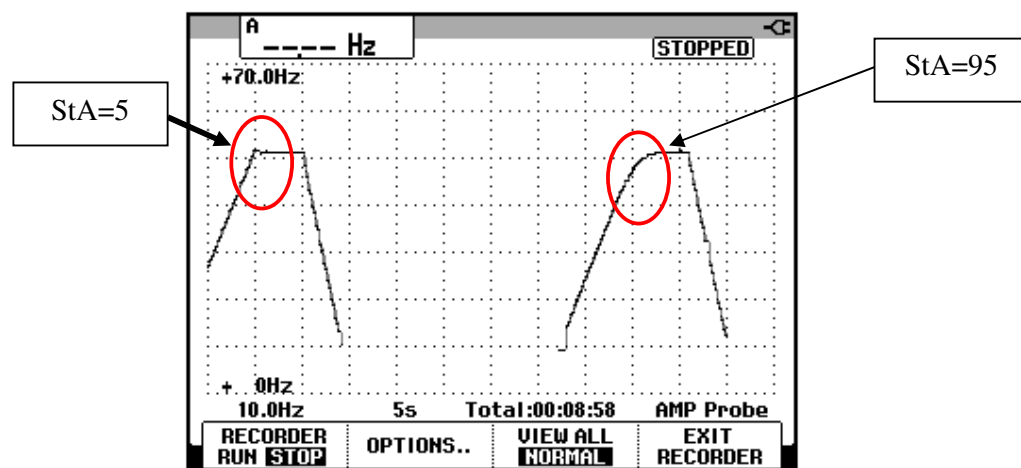 A
----  Hz
STOPPED
StA=95
+70.0Hz
StA=5
+ 0Hz
10.0Hz 5s Total:00:08:58 AMP Probe
RECORDER
RUN STOP
OPTIONS..
VIEW ALL
NORMAL
EXIT
RECORDER